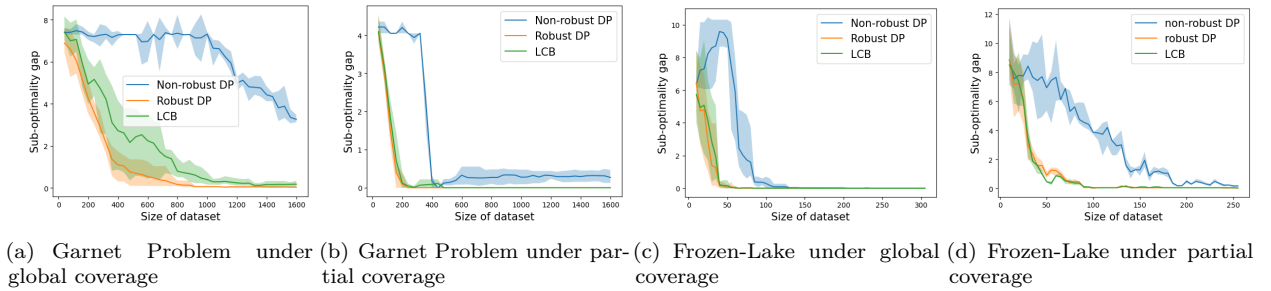 8
6
4
2
0
Sub-optimality gap
Non-robust DP
Robust DP
LCB
0 200 400 600 800 1000 1200 1400 1600
Size of dataset
(a) Garnet Problem under
global coverage
4
3
2
1
0
Sub-optimality gap
Non-robust DP
Robust DP
LCB
0 200 400 600 800 1000 1200 1400 1600
Size of dataset
(b) Garnet Problem under par-
tial coverage
10
8
6
4
2
0
Sub-optimality gap
Non-robust DP
Robust DP
LCB
0 50 100 150 200 250 300
Size of dataset
(c) Frozen-Lake under global
coverage
12
10
8
6
4
2
0
Sub-optimality gap
non-robust DP
robust DP
LCB
0 50 100 150 200 250
Size of dataset
(d) Frozen-Lake under partial
coverage